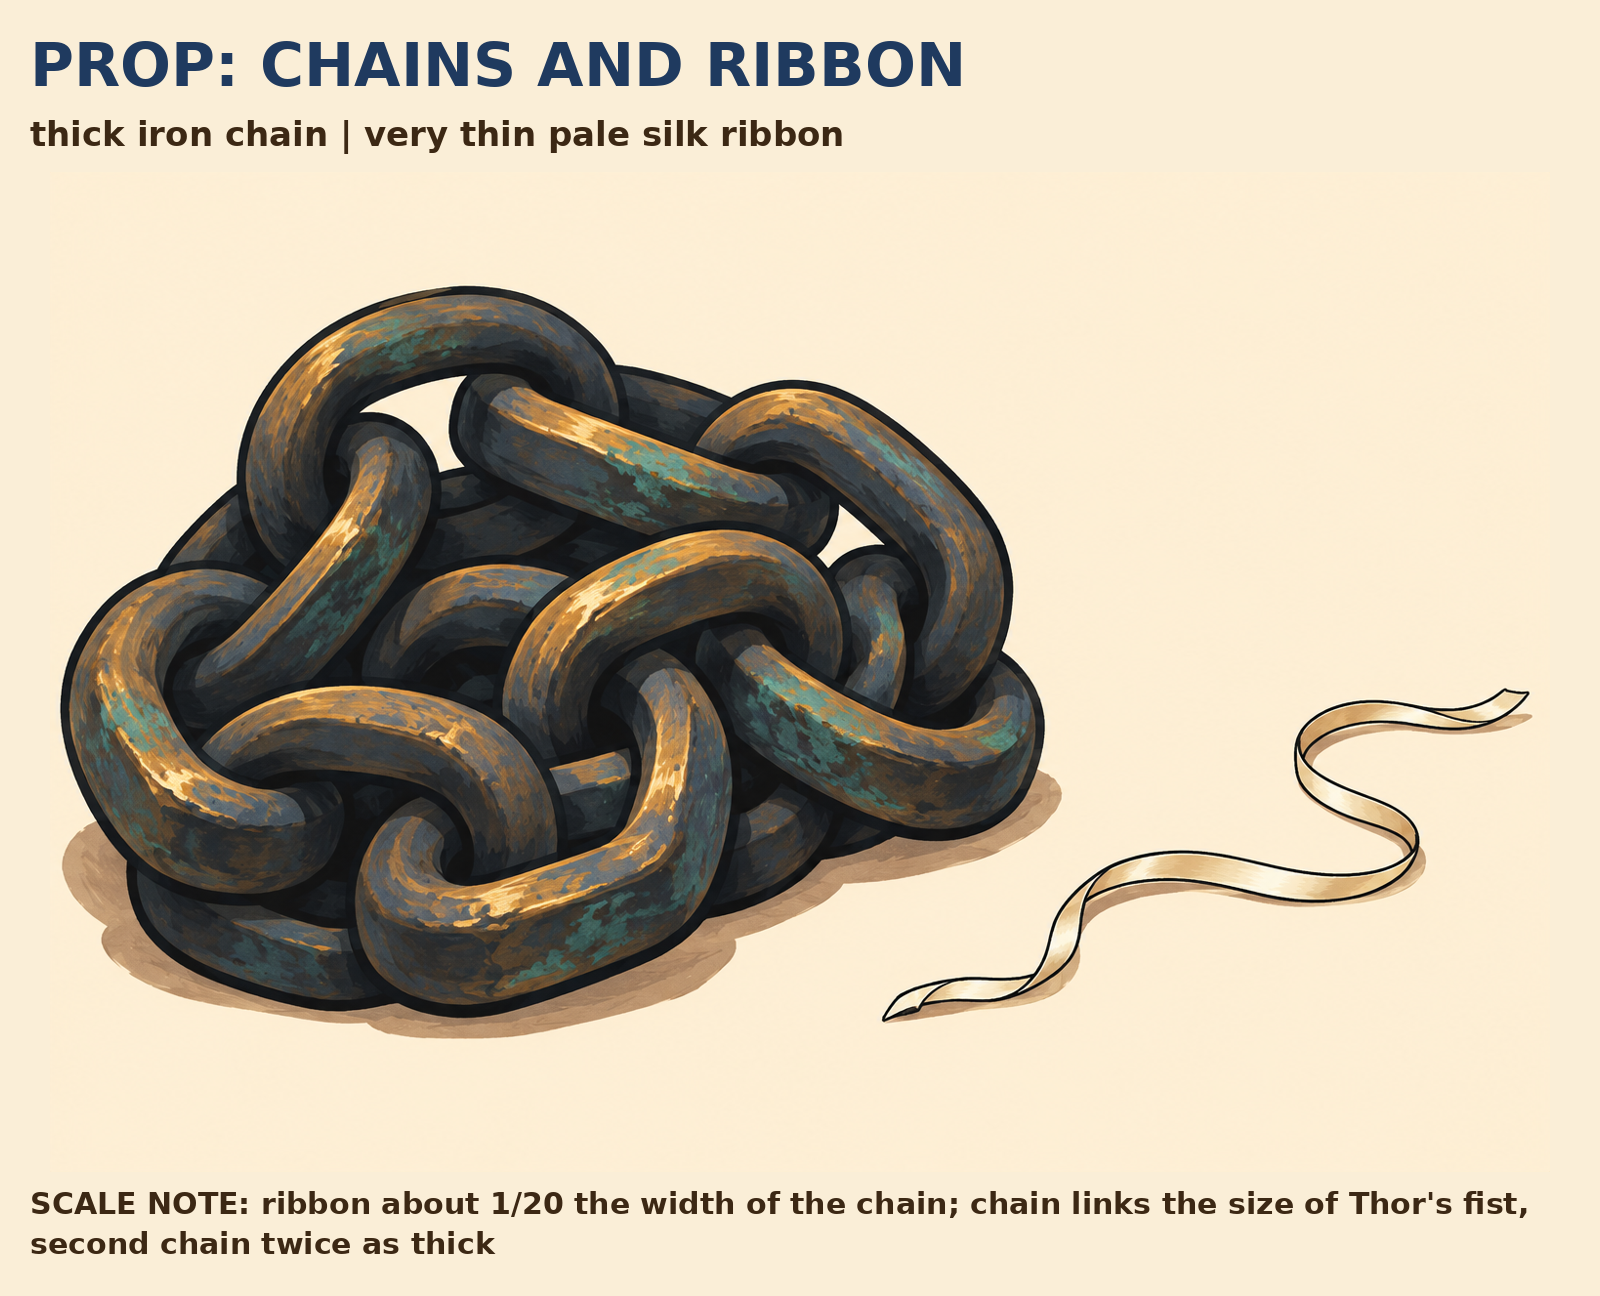 PROP: CHAINS AND RIBBON
thick iron chain | very thin pale silk ribbon
SCALE NOTE: ribbon about 1/20 the width of the chain; chain links the size of Thor's fist,
second chain twice as thick